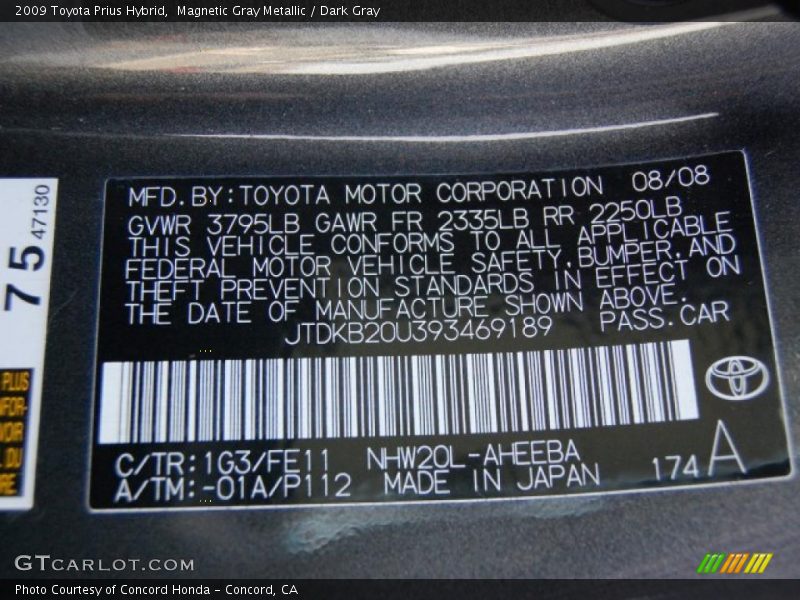 2009 Toyota Prius Hybrid,  Magnetic Gray Metallic / Dark Gray
MFD. BY: TOYOTA MOTOR CORPORATION 08/08
GVWR 3795LB GAWR FR 2335LB RR 2250LB
THIS VEHICLE CONFORMS TO ALL APPLICABLE
FEDERAL MOTOR VEHICLE SAFETY, BUMPER, AND
THEFT PREVENTION STANDARDS IN EFFECT ON
THE DATE OF MANUFACTURE SHOWN ABOVE.
JTDKB20U393469189 PASS. CAR
C/TR: 1G3/FE11 NHW20L-AHEEBA
A/TM: -01A/P112 MADE IN JAPAN
174 A
75 47130
PLUS
DU
GTCARLOT.COM
Photo Courtesy of Concord Honda - Concord, CA